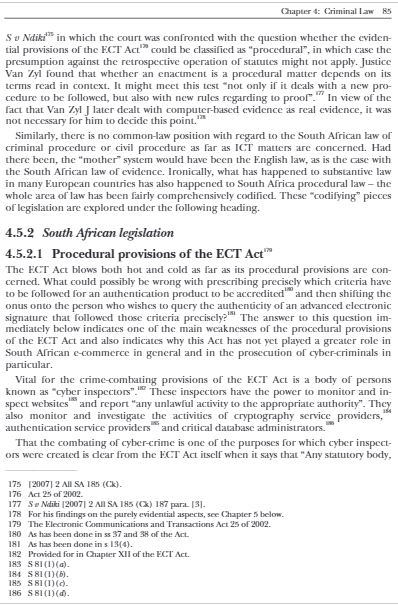 Chapter 4: Criminal Law 85
S v Ndiki¹⁷⁵ in which the court was confronted with the question whether the eviden-
tial provisions of the ECT Act¹⁷⁶ could be classified as “procedural”, in which case the
presumption against the retrospective operation of statutes might not apply. Justice
Van Zyl found that whether an enactment is a procedural matter depends on its
terms read in context. It might meet this test “not only if it deals with a new pro-
cedure to be followed, but also with new rules regarding to proof”.¹⁷⁷ In view of the
fact that Van Zyl J later dealt with computer-based evidence as real evidence, it was
not necessary for him to decide this point.¹⁷⁸
Similarly, there is no common-law position with regard to the South African law of
criminal procedure or civil procedure as far as ICT matters are concerned. Had
there been, the “mother” system would have been the English law, as is the case with
the South African law of evidence. Ironically, what has happened to substantive law
in many European countries has also happened to South Africa procedural law – the
whole area of law has been fairly comprehensively codified. These “codifying” pieces
of legislation are explored under the following heading.
4.5.2 South African legislation
4.5.2.1 Procedural provisions of the ECT Act¹⁷⁹
The ECT Act blows both hot and cold as far as its procedural provisions are con-
cerned. What could possibly be wrong with prescribing precisely which criteria have
to be followed for an authentication product to be accredited¹⁸⁰ and then shifting the
onus onto the person who wishes to query the authenticity of an advanced electronic
signature that followed those criteria precisely?¹⁸¹ The answer to this question im-
mediately below indicates one of the main weaknesses of the procedural provisions
of the ECT Act and also indicates why this Act has not yet played a greater role in
South African e-commerce in general and in the prosecution of cyber-criminals in
particular.
Vital for the crime-combating provisions of the ECT Act is a body of persons
known as “cyber inspectors”.¹⁸² These inspectors have the power to monitor and in-
spect websites¹⁸³ and report “any unlawful activity to the appropriate authority”. They
also monitor and investigate the activities of cryptography service providers,¹⁸⁴
authentication service providers¹⁸⁵ and critical database administrators.¹⁸⁶
That the combating of cyber-crime is one of the purposes for which cyber inspect-
ors were created is clear from the ECT Act itself when it says that “Any statutory body,
175 [2007] 2 All SA 185 (Ck).
176 Act 25 of 2002.
177 S v Ndiki [2007] 2 All SA 185 (Ck) 187 para. [3].
178 For his findings on the purely evidential aspects, see Chapter 5 below.
179 The Electronic Communications and Transactions Act 25 of 2002.
180 As has been done in ss 37 and 38 of the Act.
181 As has been done in s 13(4).
182 Provided for in Chapter XII of the ECT Act.
183 S 81(1)(a).
184 S 81(1)(b).
185 S 81(1)(c).
186 S 81(1)(d).